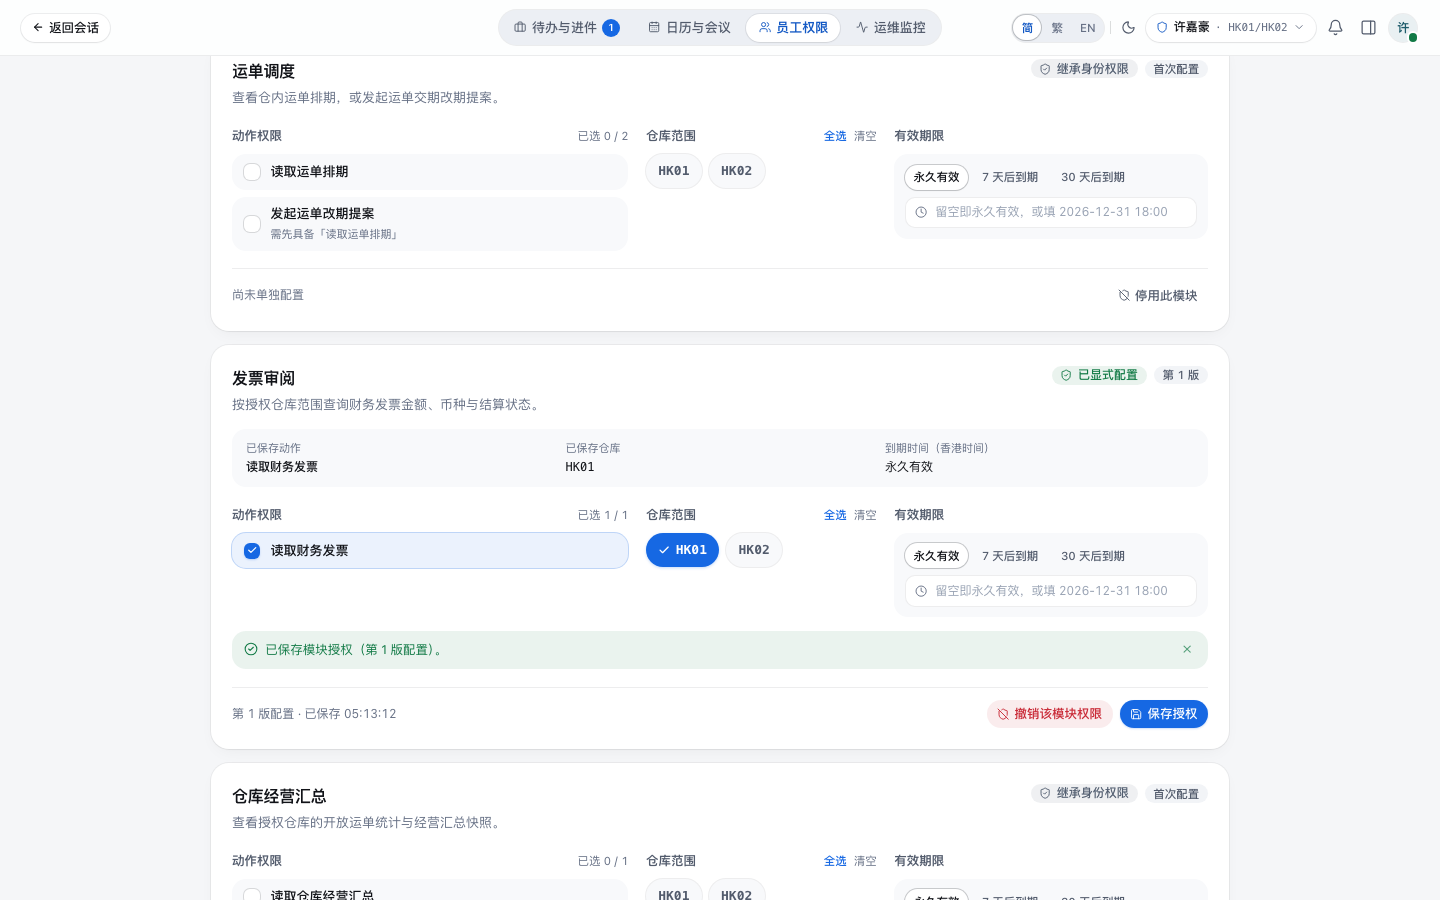 返回会话
待办与进件 1
日历与会议
员工权限
运维监控
简 繁 EN
许嘉豪 · HK01/HK02
许
运单调度
继承身份权限 首次配置
查看仓内运单排期，或发起运单交期改期提案。
动作权限 已选 0 / 2
仓库范围 全选 清空
有效期限
读取运单排期
HK01 HK02
永久有效 7 天后到期 30 天后到期
发起运单改期提案
需先具备「读取运单排期」
留空即永久有效，或填 2026-12-31 18:00
尚未单独配置
停用此模块
发票审阅
已显式配置 第 1 版
按授权仓库范围查询财务发票金额、币种与结算状态。
已保存动作 已保存仓库 到期时间（香港时间）
读取财务发票 HK01 永久有效
动作权限 已选 1 / 1
仓库范围 全选 清空
有效期限
读取财务发票
HK01 HK02
永久有效 7 天后到期 30 天后到期
留空即永久有效，或填 2026-12-31 18:00
已保存模块授权（第 1 版配置）。
第 1 版配置 · 已保存 05:13:12
撤销该模块权限 保存授权
仓库经营汇总
继承身份权限 首次配置
查看授权仓库的开放运单统计与经营汇总快照。
动作权限 已选 0 / 1
仓库范围 全选 清空
有效期限
读取仓库经营汇总
HK01 HK02
永久有效 7 天后到期 30 天后到期